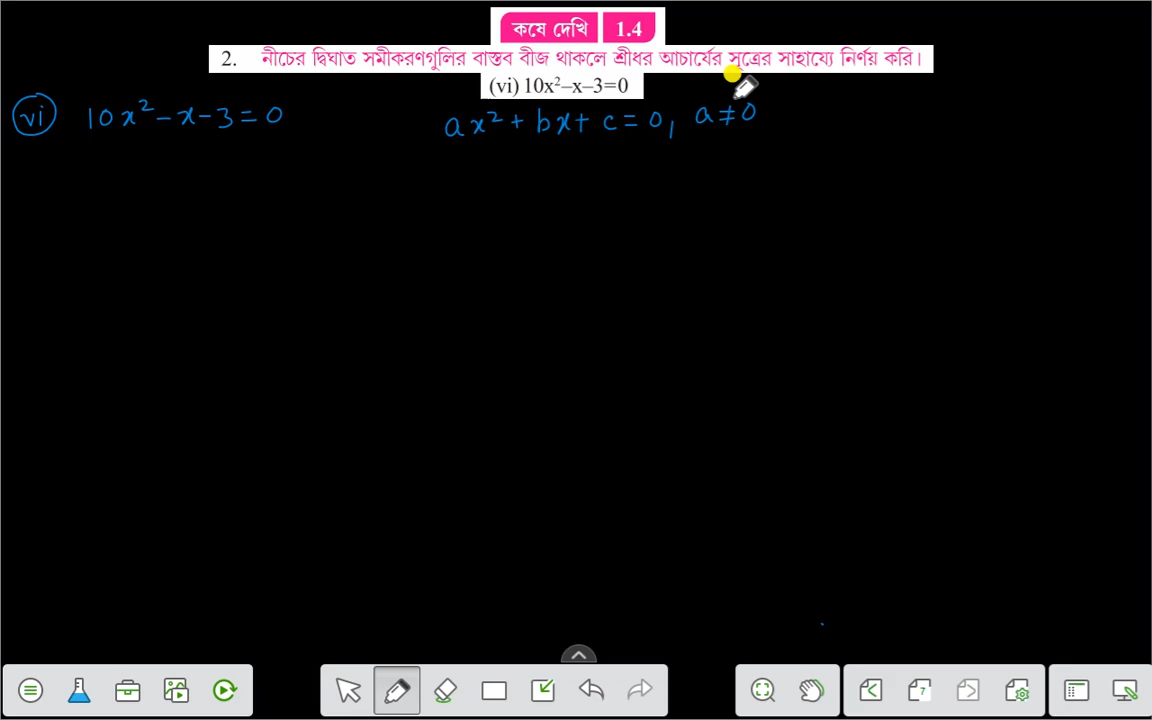 কষে দেখি 1.4
2. নীচের দ্বিঘাত সমীকরণগুলির বাস্তব বীজ থাকলে শ্রীধর আচার্যের সূত্রের সাহায্যে নির্ণয় করি।
(vi) 10x²–x–3=0
vi 10x²-x-3=0 ax²+bx+c=0, a≠0
7